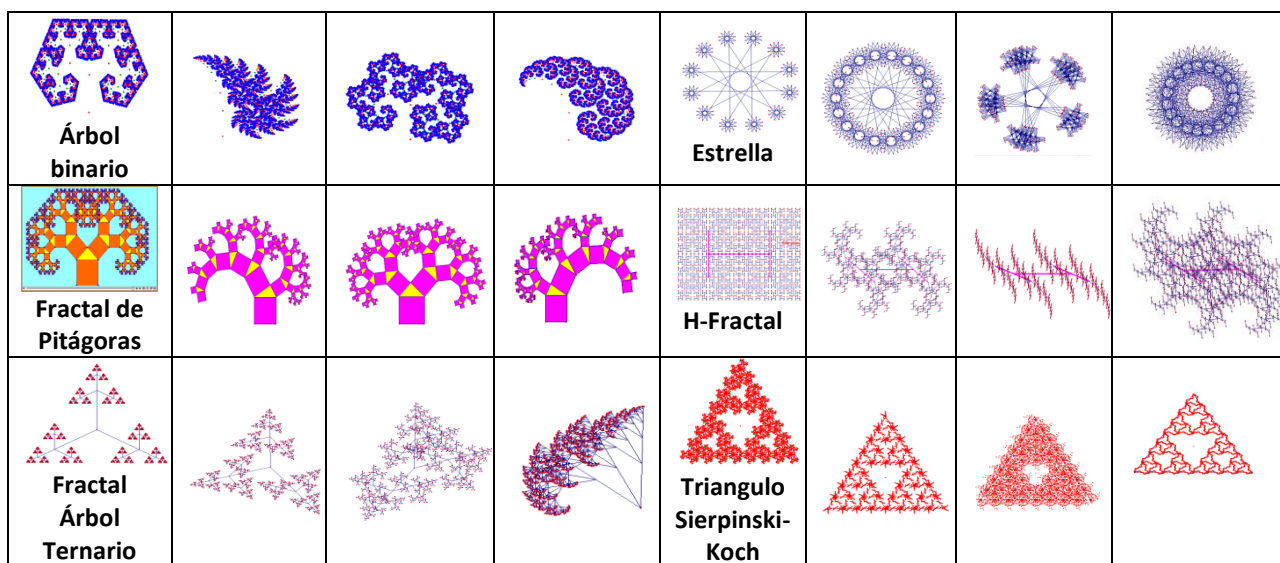 Árbol
binario
Estrella
Fractal de
Pitágoras
H-Fractal
Fractal
Árbol
Ternario
Triangulo
Sierpinski-
Koch